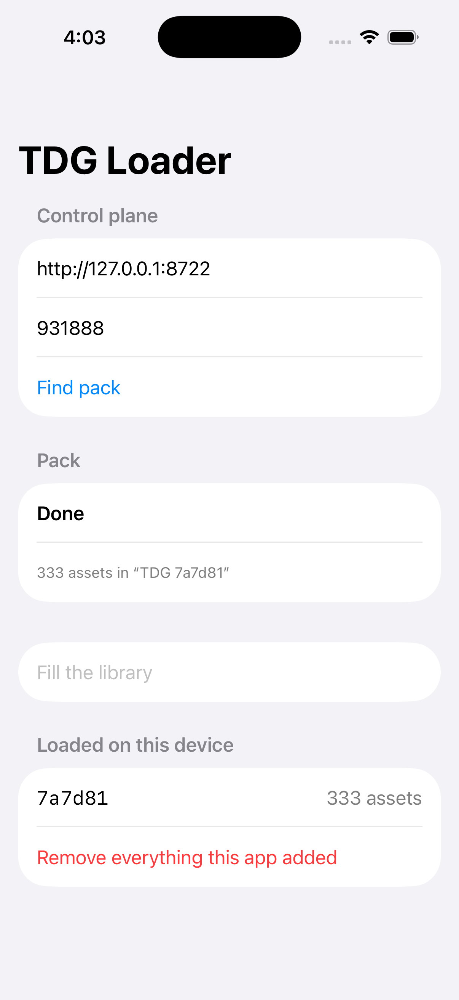 4:03
TDG Loader
Control plane
http://127.0.0.1:8722
931888
Find pack
Pack
Done
333 assets in “TDG 7a7d81”
Fill the library
Loaded on this device
7a7d81 333 assets
Remove everything this app added